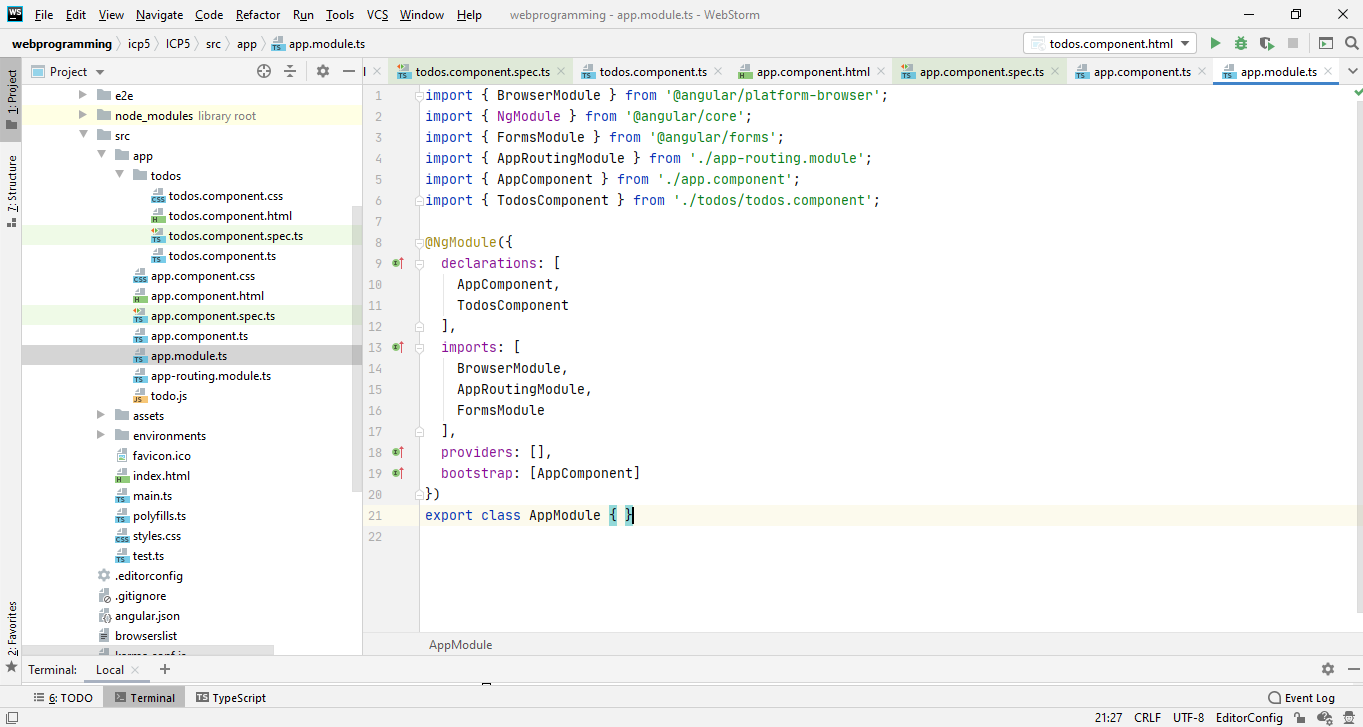 WS File Edit View Navigate Code Refactor Run Tools VCS Window Help webprogramming - app.module.ts - WebStorm
webprogramming icp5 ICP5 src app app.module.ts todos.component.html
Project todos.component.spec.ts todos.component.ts app.component.html app.component.spec.ts app.component.ts app.module.ts
1: Project
7: Structure
2: Favorites
e2e
node_modules library root
src
app
todos
todos.component.css
todos.component.html
todos.component.spec.ts
todos.component.ts
app.component.css
app.component.html
app.component.spec.ts
app.component.ts
app.module.ts
app-routing.module.ts
todo.js
assets
environments
favicon.ico
index.html
main.ts
polyfills.ts
styles.css
test.ts
.editorconfig
.gitignore
angular.json
browserslist
karma.conf.js
1 import { BrowserModule } from '@angular/platform-browser';
2 import { NgModule } from '@angular/core';
3 import { FormsModule } from '@angular/forms';
4 import { AppRoutingModule } from './app-routing.module';
5 import { AppComponent } from './app.component';
6 import { TodosComponent } from './todos/todos.component';
7
8 @NgModule({
9 declarations: [
10 AppComponent,
11 TodosComponent
12 ],
13 imports: [
14 BrowserModule,
15 AppRoutingModule,
16 FormsModule
17 ],
18 providers: [],
19 bootstrap: [AppComponent]
20 })
21 export class AppModule { }
22
AppModule
Terminal: Local
6: TODO Terminal TypeScript Event Log
21:27 CRLF UTF-8 EditorConfig